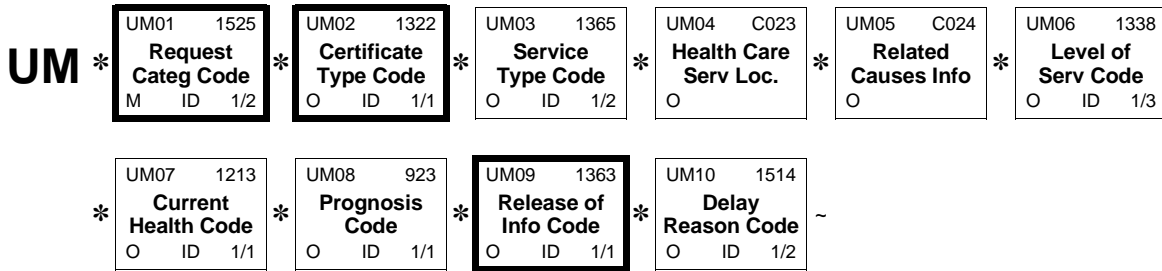 UM01 1525 UM02 1322 UM03 1365 UM04 C023 UM05 C024 UM06 1338
UM * Request * Certificate * Service * Health Care * Related * Level of
Categ Code Type Code Type Code Serv Loc. Causes Info Serv Code
M ID 1/2 O ID 1/1 O ID 1/2 O O O ID 1/3
UM07 1213 UM08 923 UM09 1363 UM10 1514
* Current * Prognosis * Release of * Delay ~
Health Code Code Info Code Reason Code
O ID 1/1 O ID 1/1 O ID 1/1 O ID 1/2